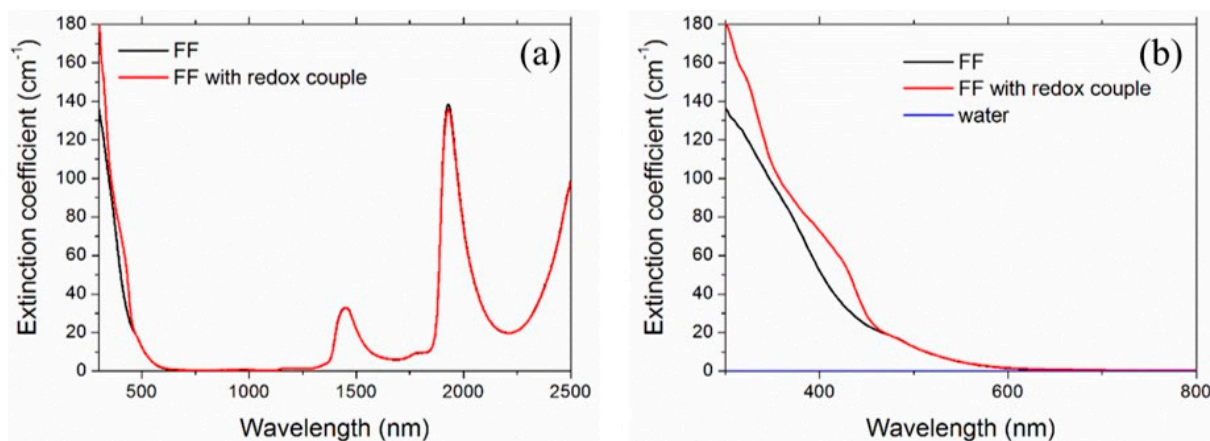 (a)
FF
FF with redox couple
Extinction coefficient (cm⁻¹)
180
160
140
120
100
80
60
40
20
0
500
1000
1500
2000
2500
Wavelength (nm)
(b)
FF
FF with redox couple
water
Extinction coefficient (cm⁻¹)
180
160
140
120
100
80
60
40
20
0
400
600
800
Wavelength (nm)